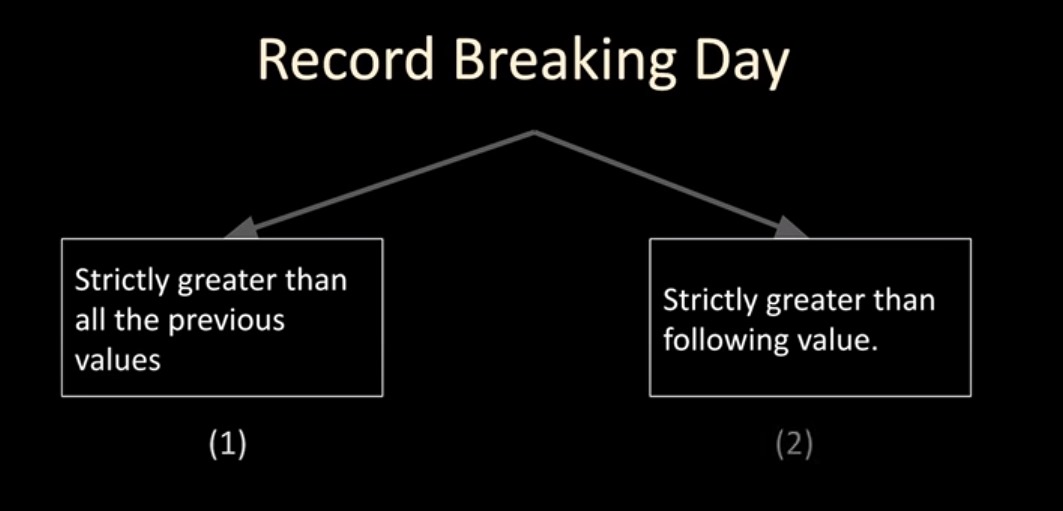 Record Breaking Day
Strictly greater than
all the previous
values
(1)
Strictly greater than
following value.
(2)